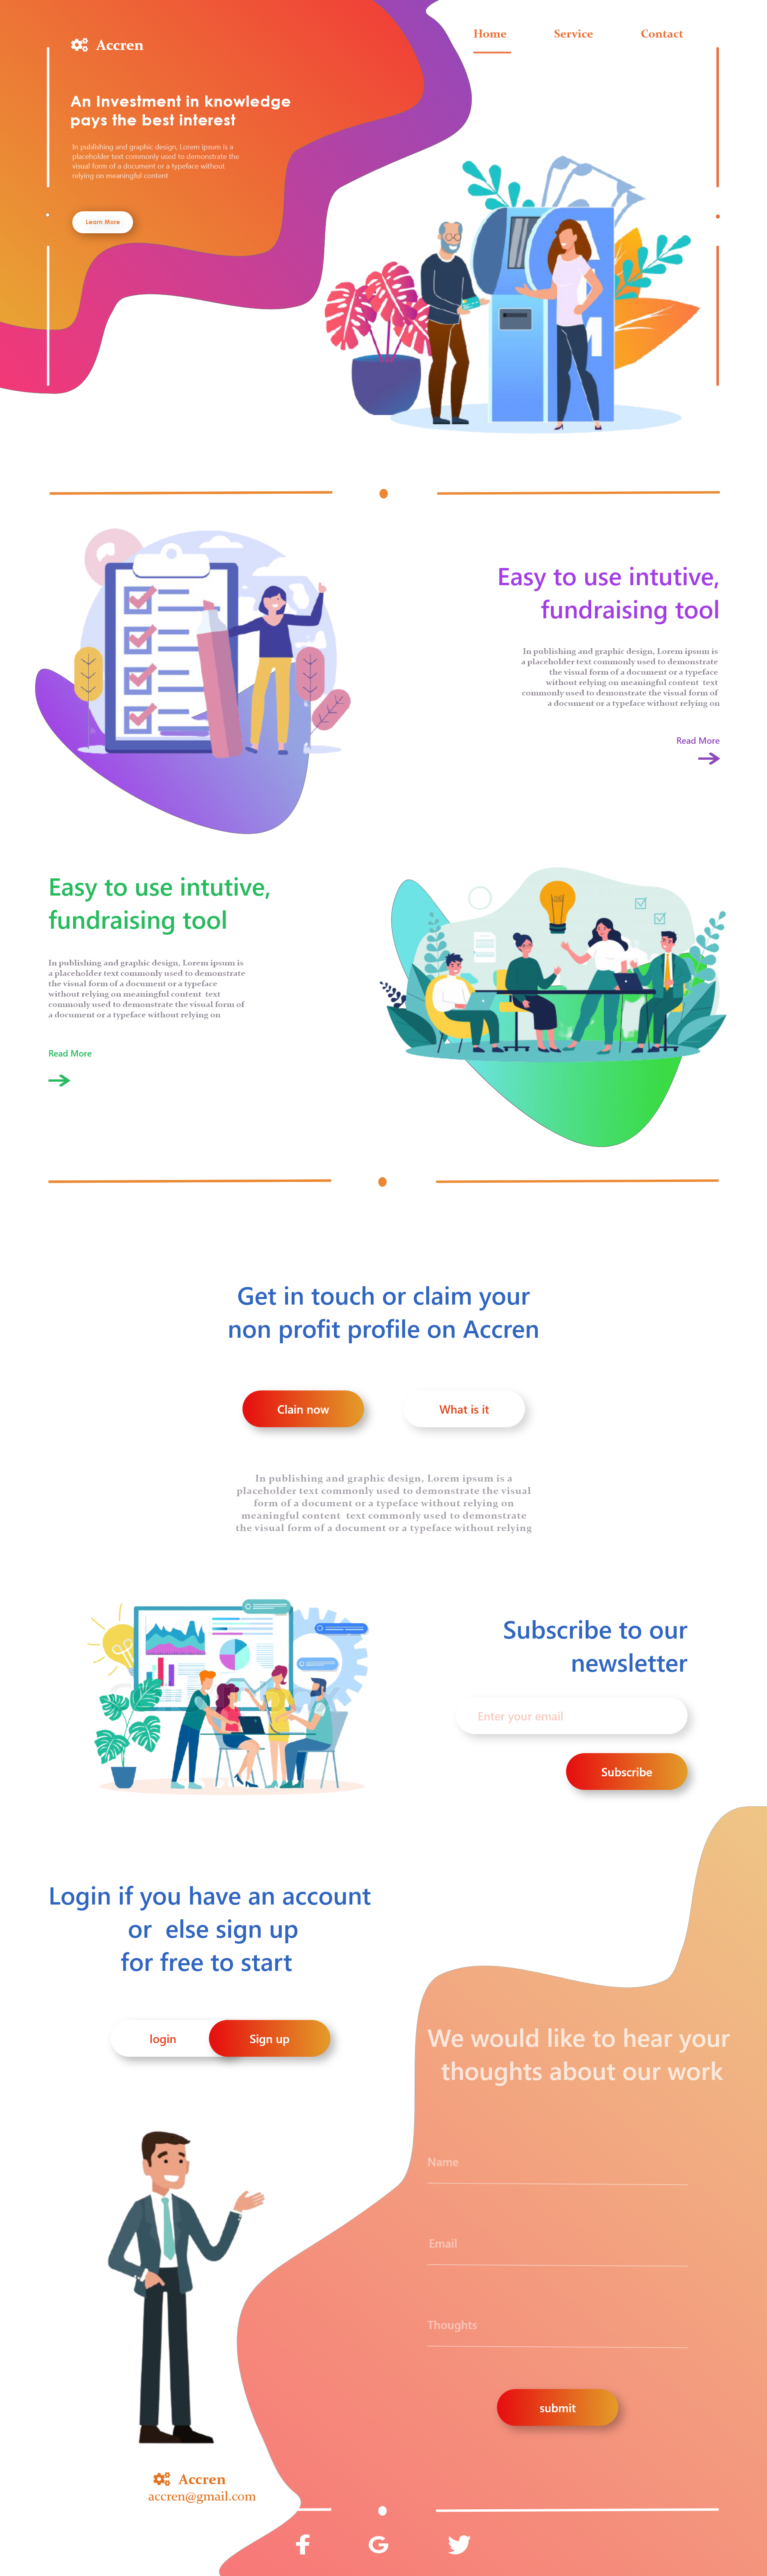 Accren
Home Service Contact
An Investment in knowledge
pays the best interest
In publishing and graphic design, Lorem ipsum is a
placeholder text commonly used to demonstrate the
visual form of a document or a typeface without
relying on meaningful content
Learn More
Easy to use intutive,
fundraising tool
In publishing and graphic design, Lorem ipsum is
a placeholder text commonly used to demonstrate
the visual form of a document or a typeface
without relying on meaningful content text
commonly used to demonstrate the visual form of
a document or a typeface without relying on
Read More
Easy to use intutive,
fundraising tool
In publishing and graphic design, Lorem ipsum is
a placeholder text commonly used to demonstrate
the visual form of a document or a typeface
without relying on meaningful content text
commonly used to demonstrate the visual form of
a document or a typeface without relying on
Read More
Get in touch or claim your
non profit profile on Accren
Clain now
What is it
In publishing and graphic design, Lorem ipsum is a
placeholder text commonly used to demonstrate the visual
form of a document or a typeface without relying on
meaningful content text commonly used to demonstrate
the visual form of a document or a typeface without relying
Subscribe to our
newsletter
Enter your email
Subscribe
Login if you have an account
or else sign up
for free to start
login
Sign up
We would like to hear your
thoughts about our work
Name
Email
Thoughts
submit
Accren
accren@gmail.com